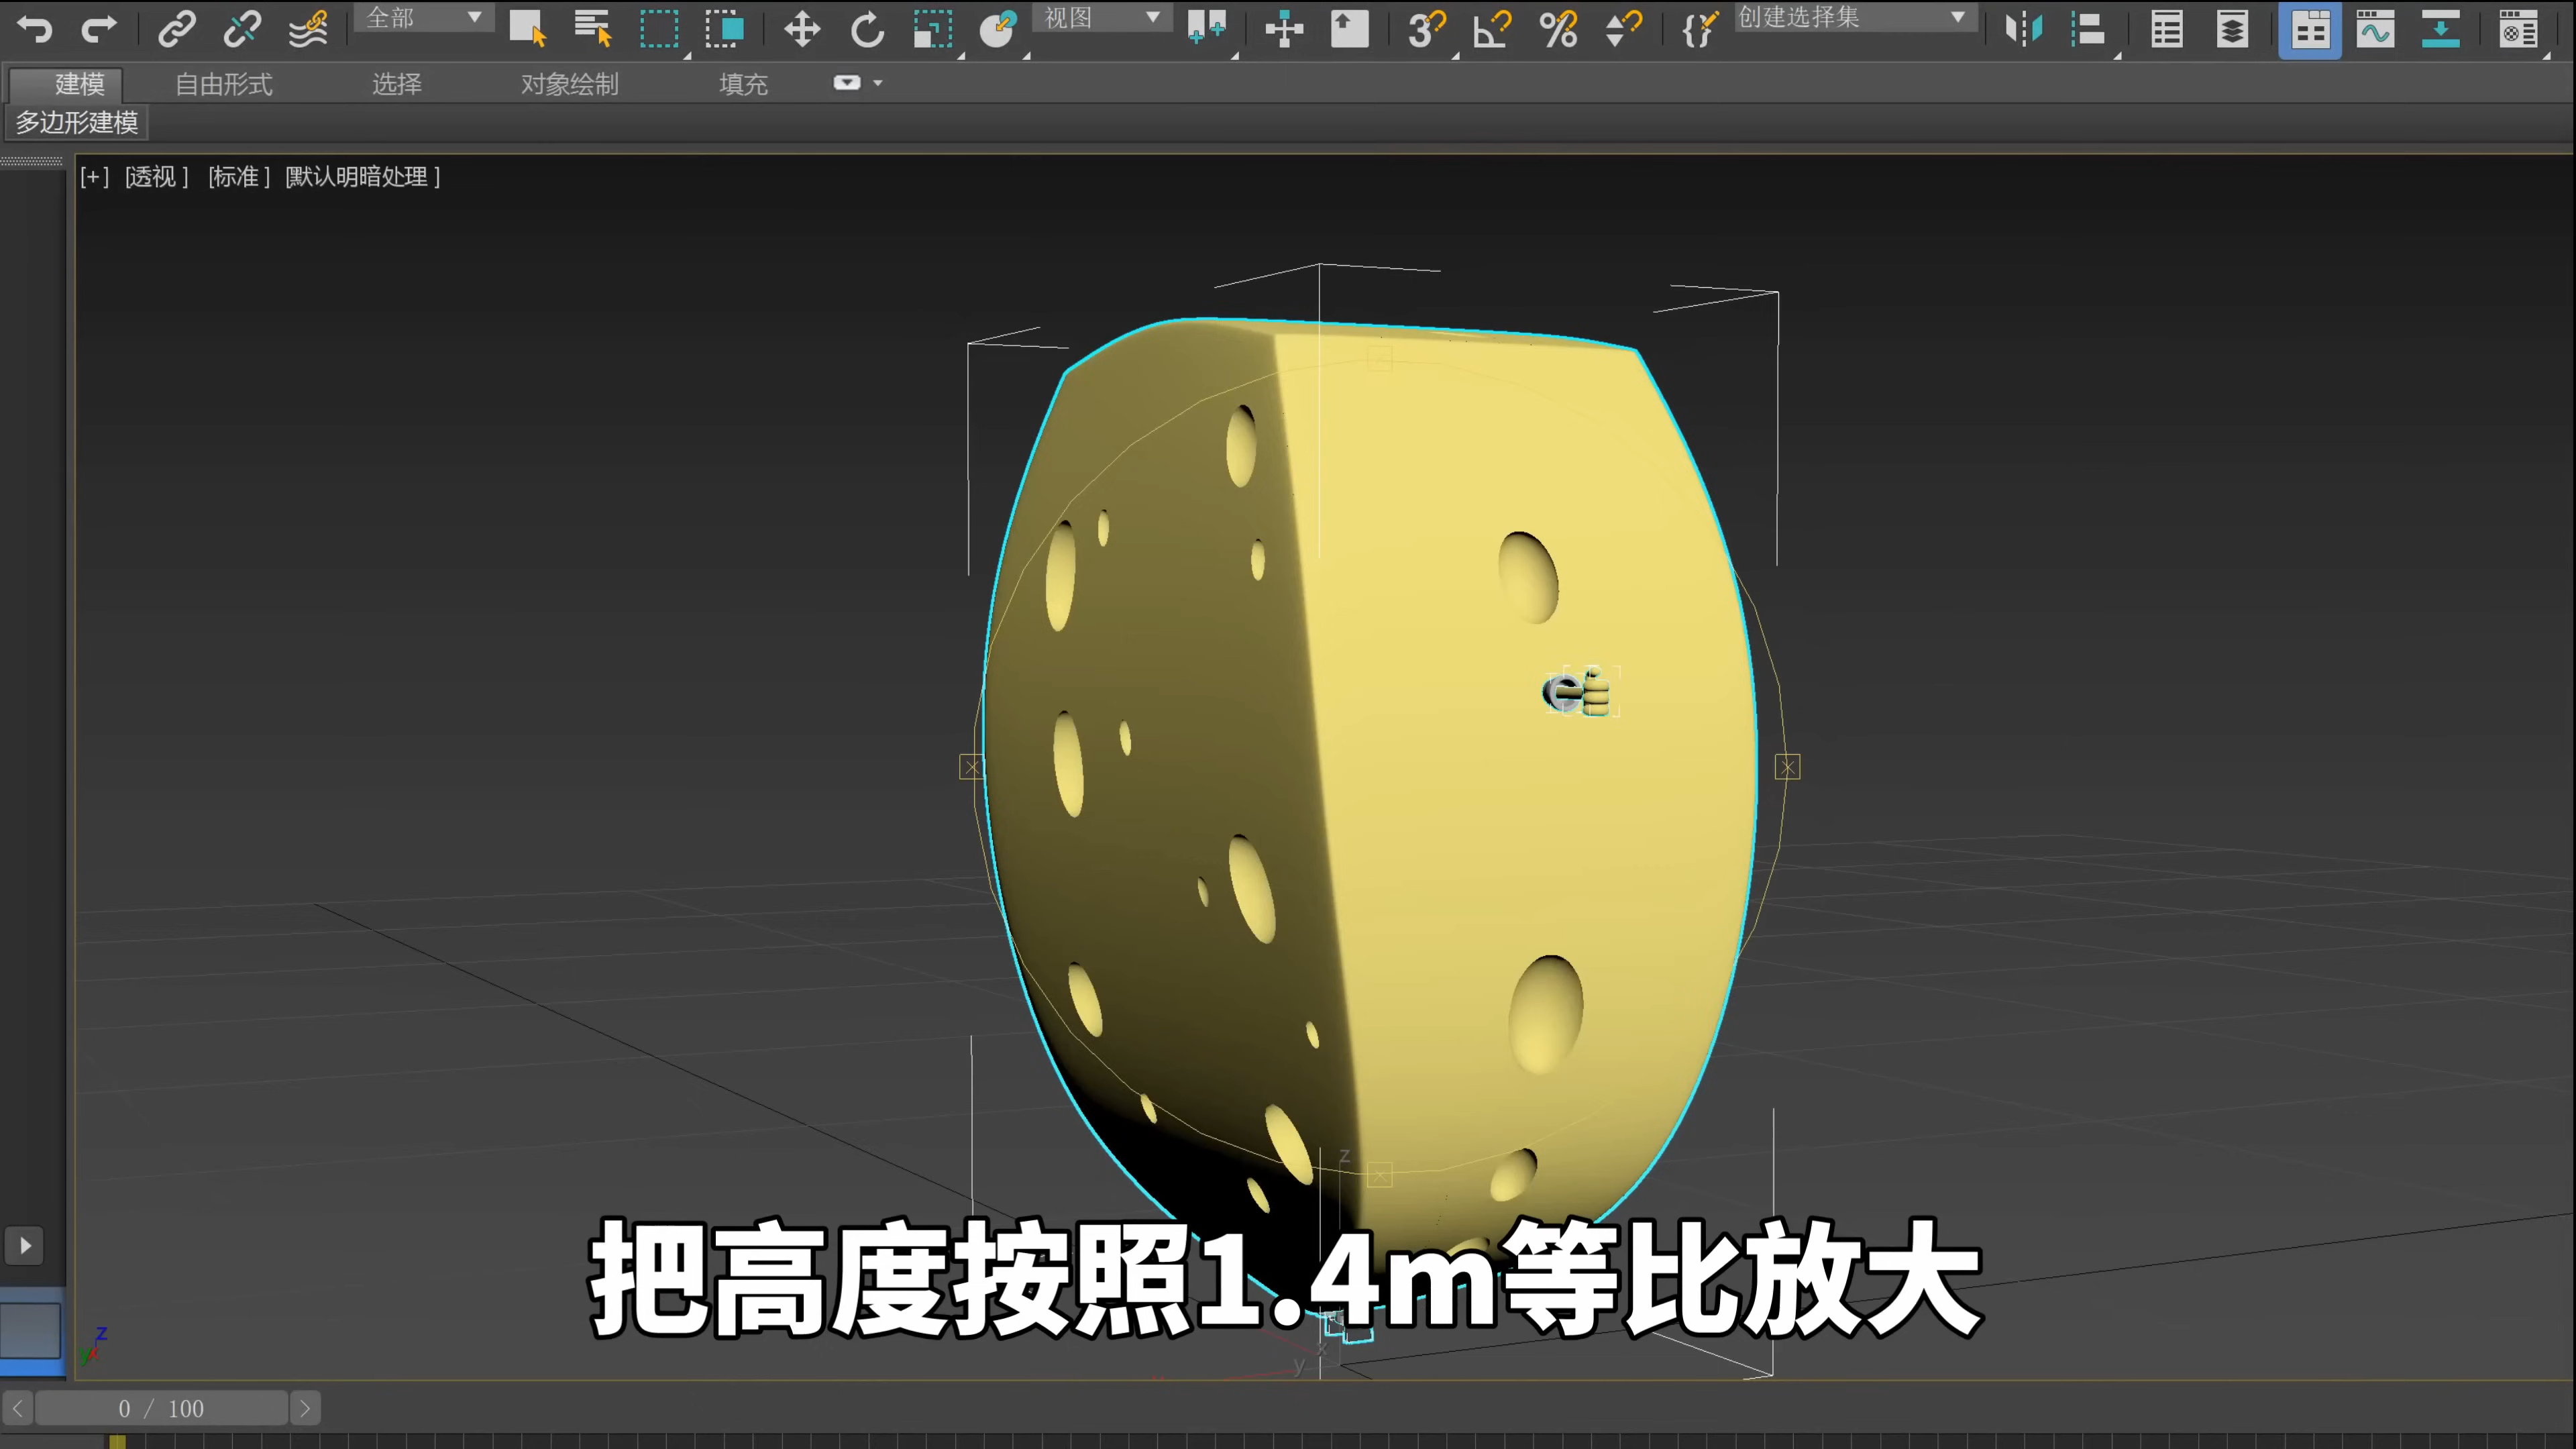 全部
视图
创建选择集
建模
自由形式
选择
对象绘制
填充
多边形建模
[+] [透视 ] [标准 ] [默认明暗处理 ]
z
把高度按照1.4m等比放大
x
y
z
y
x
0 / 100